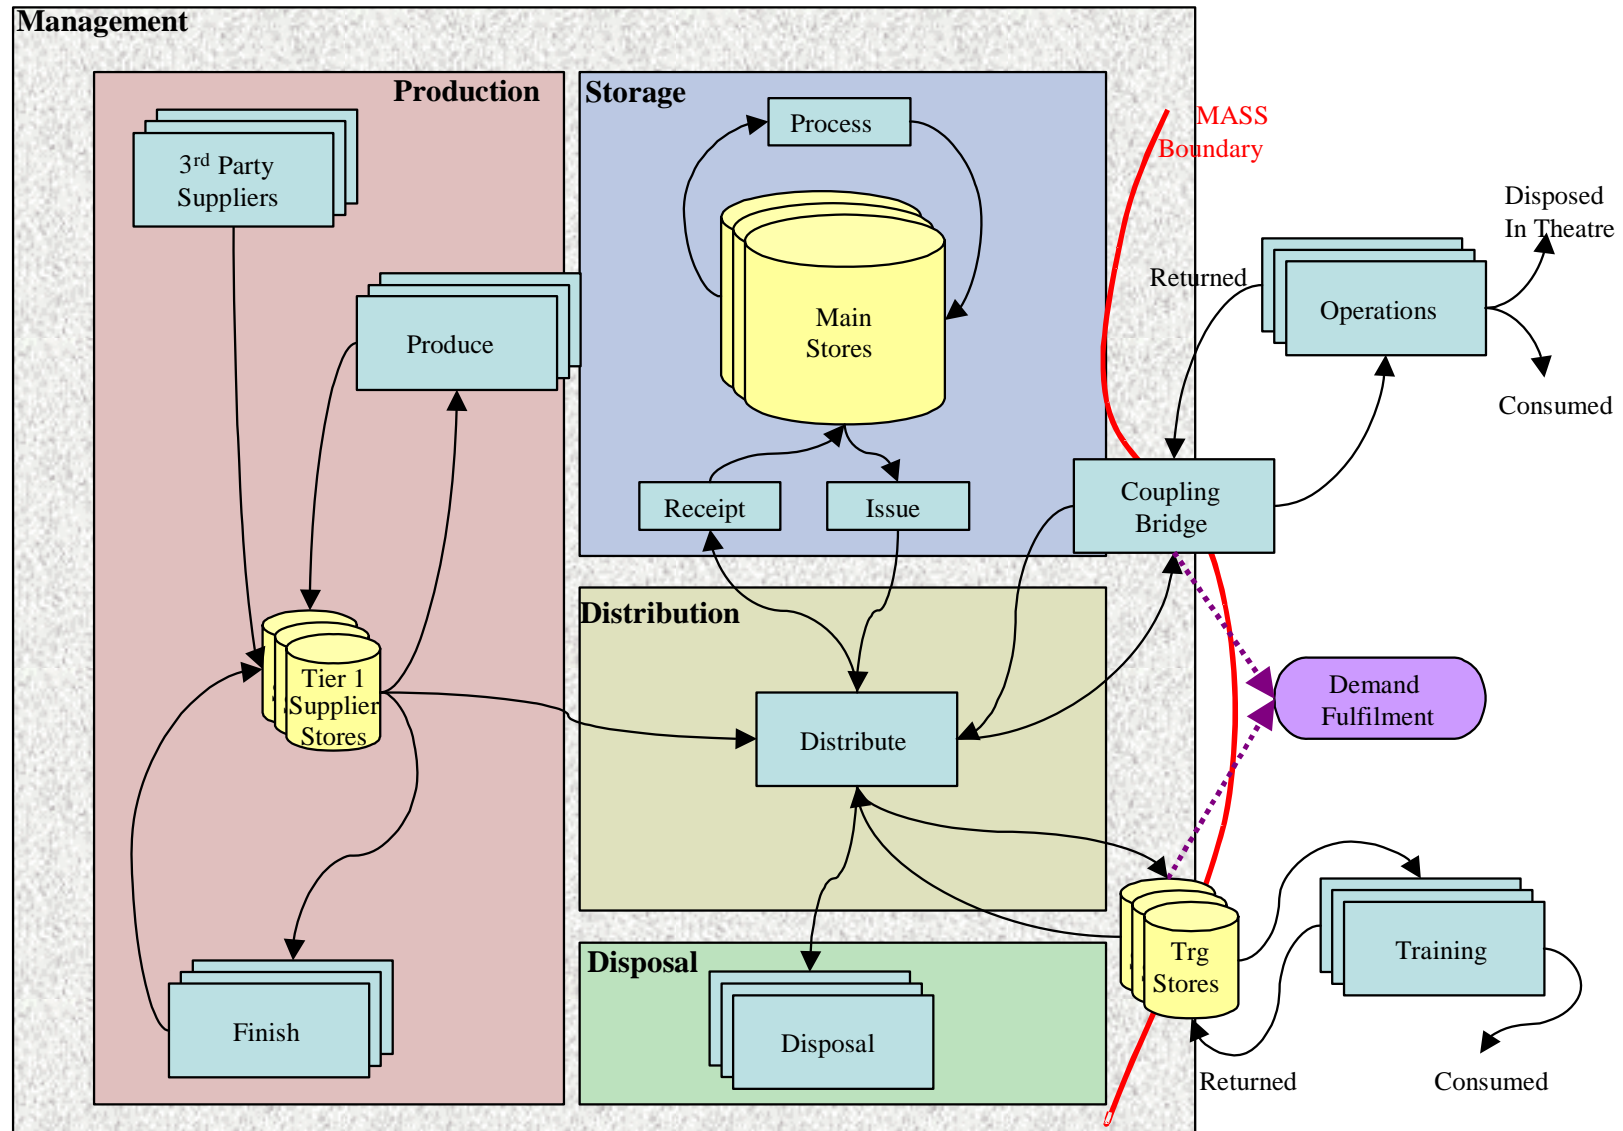 Management
Production
Storage
3rd Party
Suppliers
Process
MASS
Boundary
Disposed
In Theatre
Returned
Operations
Produce
Main
Stores
Consumed
Receipt
Issue
Coupling
Bridge
Distribution
Tier 1
Supplier
Stores
Distribute
Demand
Fulfilment
Disposal
Trg
Stores
Training
Finish
Disposal
Returned
Consumed